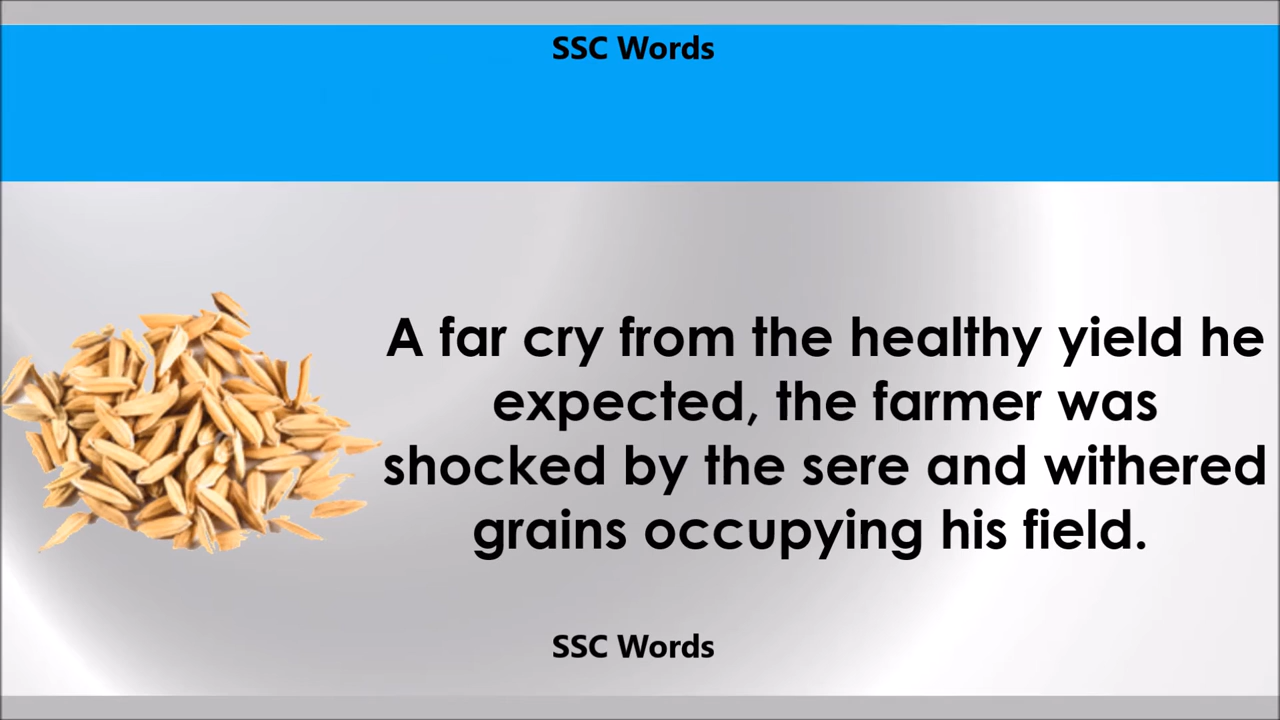 SSC Words
A far cry from the healthy yield he
expected, the farmer was
shocked by the sere and withered
grains occupying his field.
SSC Words